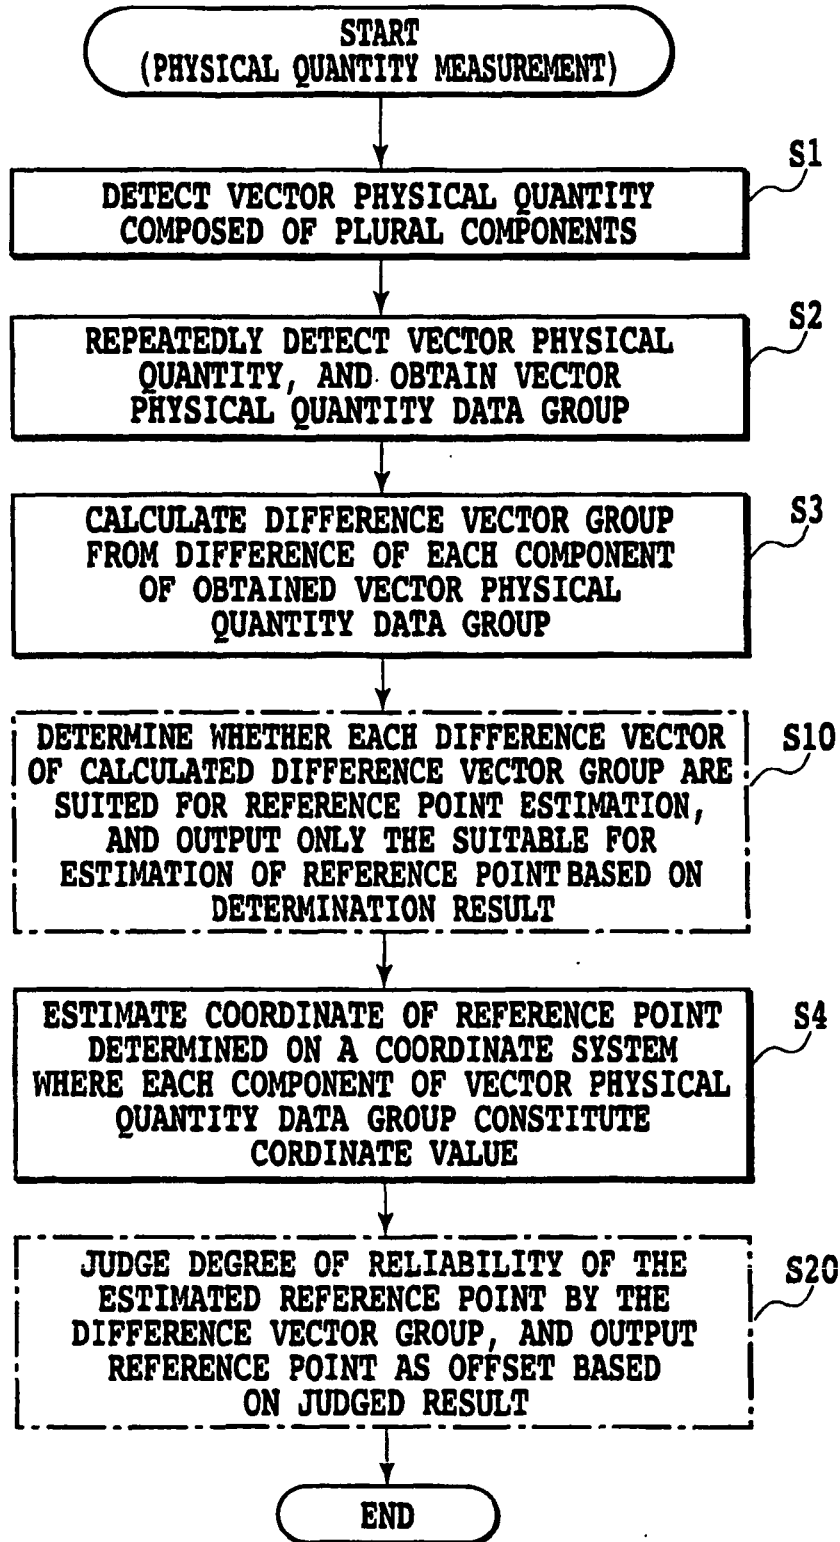 START
(PHYSICAL QUANTITY MEASUREMENT)
S1
DETECT VECTOR PHYSICAL QUANTITY
COMPOSED OF PLURAL COMPONENTS
S2
REPEATEDLY DETECT VECTOR PHYSICAL
QUANTITY, AND OBTAIN VECTOR
PHYSICAL QUANTITY DATA GROUP
S3
CALCULATE DIFFERENCE VECTOR GROUP
FROM DIFFERENCE OF EACH COMPONENT
OF OBTAINED VECTOR PHYSICAL
QUANTITY DATA GROUP
S10
DETERMINE WHETHER EACH DIFFERENCE VECTOR
OF CALCULATED DIFFERENCE VECTOR GROUP ARE
SUITED FOR REFERENCE POINT ESTIMATION,
AND OUTPUT ONLY THE SUITABLE FOR
ESTIMATION OF REFERENCE POINT BASED ON
DETERMINATION RESULT
S4
ESTIMATE COORDINATE OF REFERENCE POINT
DETERMINED ON A COORDINATE SYSTEM
WHERE EACH COMPONENT OF VECTOR PHYSICAL
QUANTITY DATA GROUP CONSTITUTE
CORDINATE VALUE
S20
JUDGE DEGREE OF RELIABILITY OF THE
ESTIMATED REFERENCE POINT BY THE
DIFFERENCE VECTOR GROUP, AND OUTPUT
REFERENCE POINT AS OFFSET BASED
ON JUDGED RESULT
END